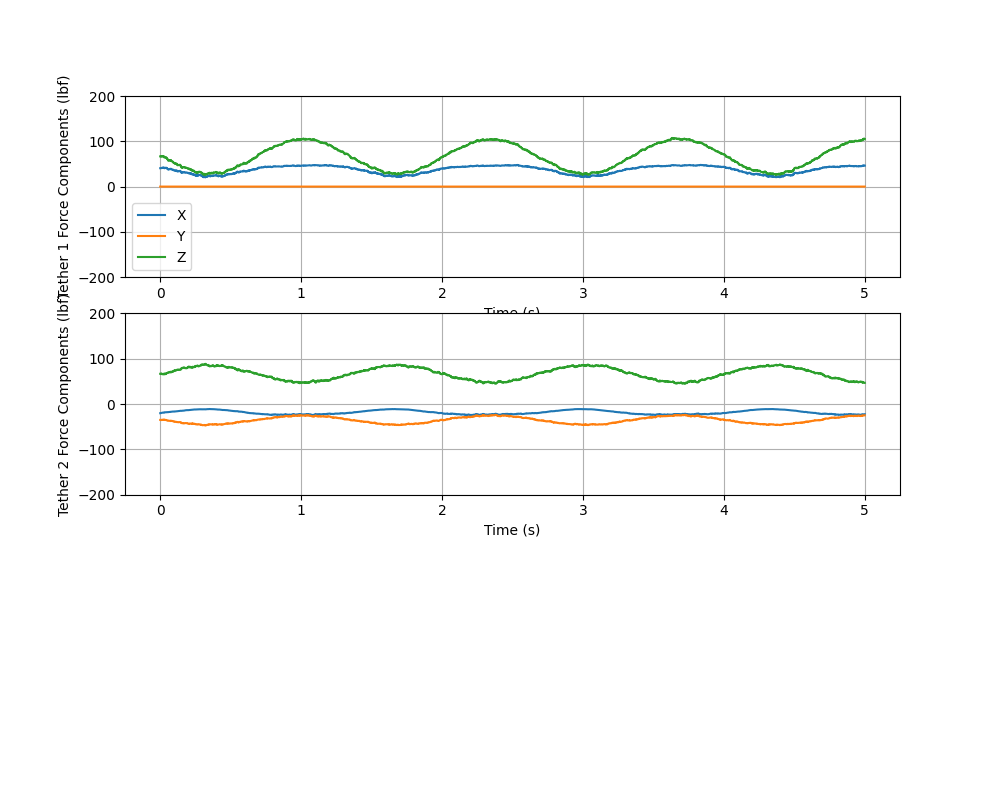 Tether 1 Force Components (lbf)
200
100
0
−100
−200
X
Y
Z
0 1 2 3 4 5
Time (s)
Tether 2 Force Components (lbf)
200
100
0
−100
−200
0 1 2 3 4 5
Time (s)